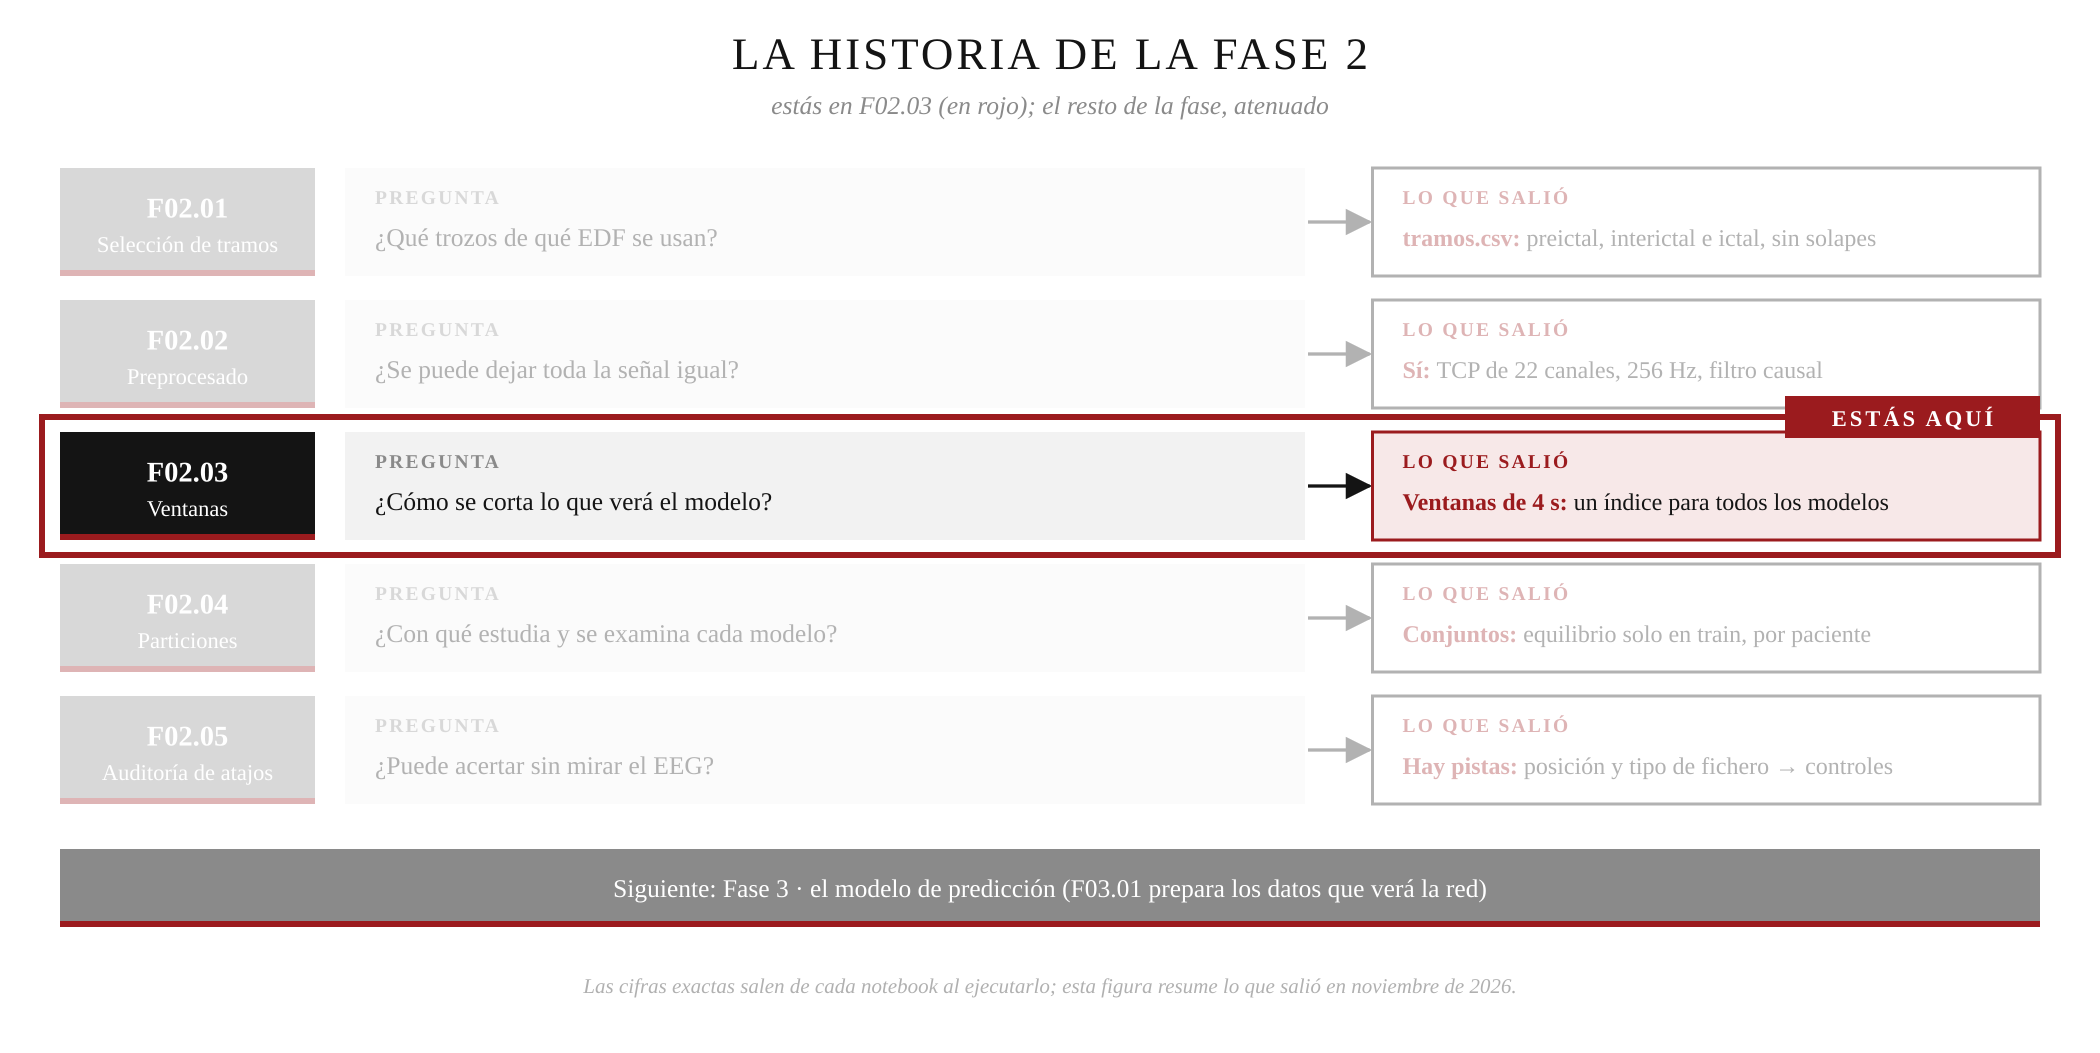 LA HISTORIA DE LA FASE 2
estás en F02.03 (en rojo); el resto de la fase, atenuado
F02.01
Selección de tramos
PREGUNTA
¿Qué trozos de qué EDF se usan?
LO QUE SALIÓ
tramos.csv: preictal, interictal e ictal, sin solapes
F02.02
Preprocesado
PREGUNTA
¿Se puede dejar toda la señal igual?
LO QUE SALIÓ
Sí: TCP de 22 canales, 256 Hz, filtro causal
ESTÁS AQUÍ
F02.03
Ventanas
PREGUNTA
¿Cómo se corta lo que verá el modelo?
LO QUE SALIÓ
Ventanas de 4 s: un índice para todos los modelos
F02.04
Particiones
PREGUNTA
¿Con qué estudia y se examina cada modelo?
LO QUE SALIÓ
Conjuntos: equilibrio solo en train, por paciente
F02.05
Auditoría de atajos
PREGUNTA
¿Puede acertar sin mirar el EEG?
LO QUE SALIÓ
Hay pistas: posición y tipo de fichero → controles
Siguiente: Fase 3 · el modelo de predicción (F03.01 prepara los datos que verá la red)
Las cifras exactas salen de cada notebook al ejecutarlo; esta figura resume lo que salió en noviembre de 2026.